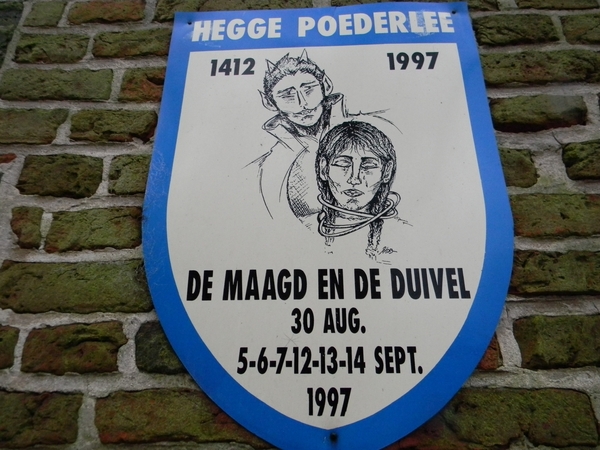 HEGGE POEDERLEE
1412 1997
DE MAAGD EN DE DUIVEL
30 AUG.
5-6-7-12-13-14 SEPT.
1997